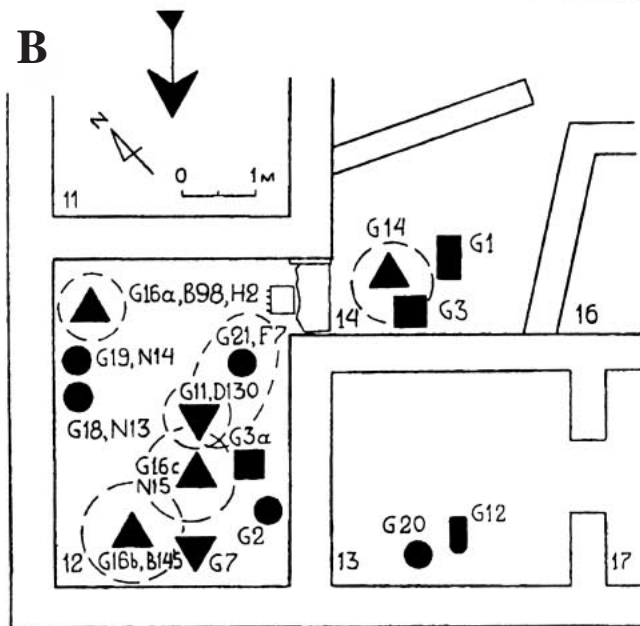 B
N
0 1м
11
G14
G1
G16a, B98, H2
14
G3
16
G21, F7
G19, N14
G11, D130
G18, N13
G3a
G16c
N15
G2
G20
G12
12
G16b, B145
G7
13
17